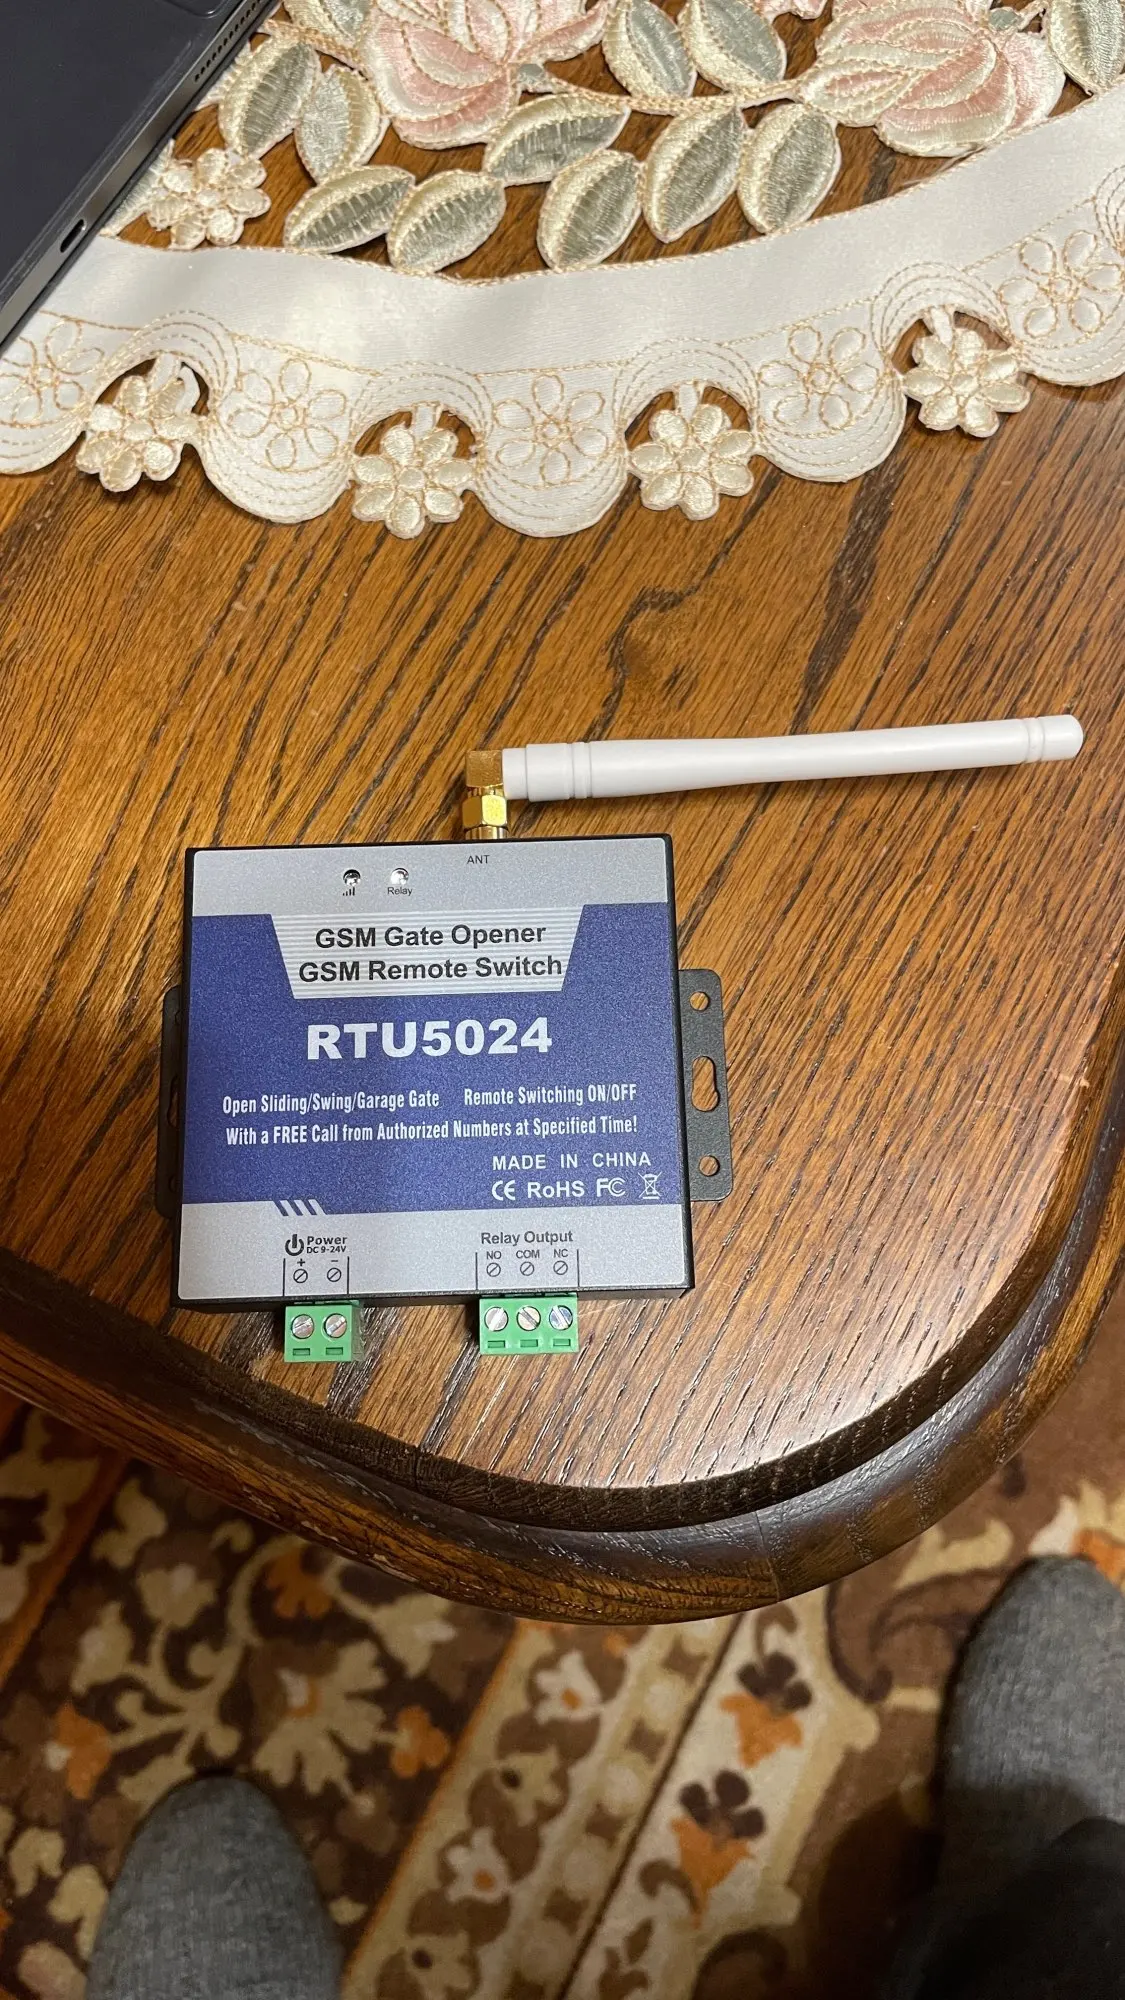 ANT
Relay
GSM Gate Opener
GSM Remote Switch
RTU5024
Open Sliding/Swing/Garage Gate Remote Switching ON/OFF
With a FREE Call from Authorized Numbers at Specified Time!
MADE IN CHINA
CE RoHS FC
Power
DC 9-24V
+ −
Relay Output
NO COM NC